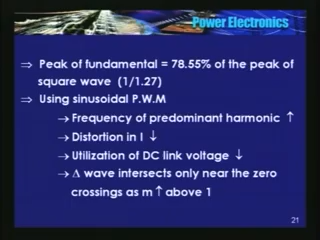 Power Electronics
⇒ Peak of fundamental = 78.55% of the peak of
square wave (1/1.27)
⇒ Using sinusoidal P.W.M
→ Frequency of predominant harmonic ↑
→ Distortion in I ↓
→ Utilization of DC link voltage ↓
→ Δ wave intersects only near the zero
crossings as m ↑ above 1
21